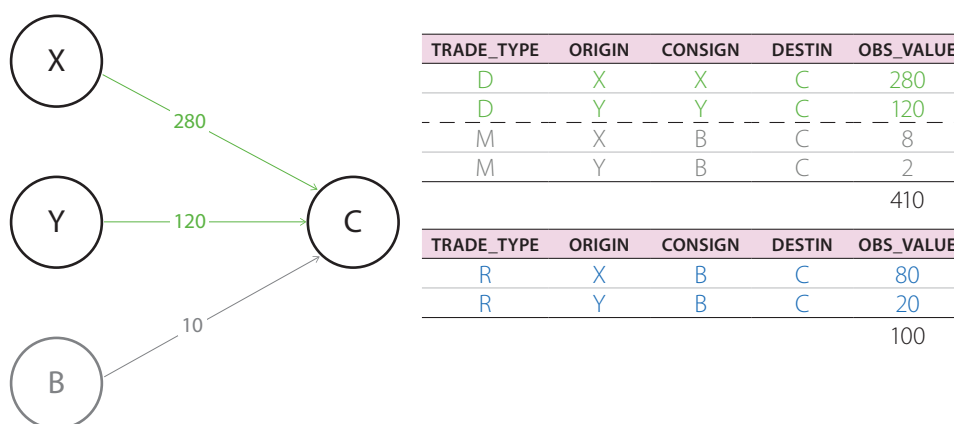 X
280
Y
120
C
10
B
TRADE_TYPE ORIGIN CONSIGN DESTIN OBS_VALUE
D X X C 280
D Y Y C 120
M X B C 8
M Y B C 2
410
TRADE_TYPE ORIGIN CONSIGN DESTIN OBS_VALUE
R X B C 80
R Y B C 20
100